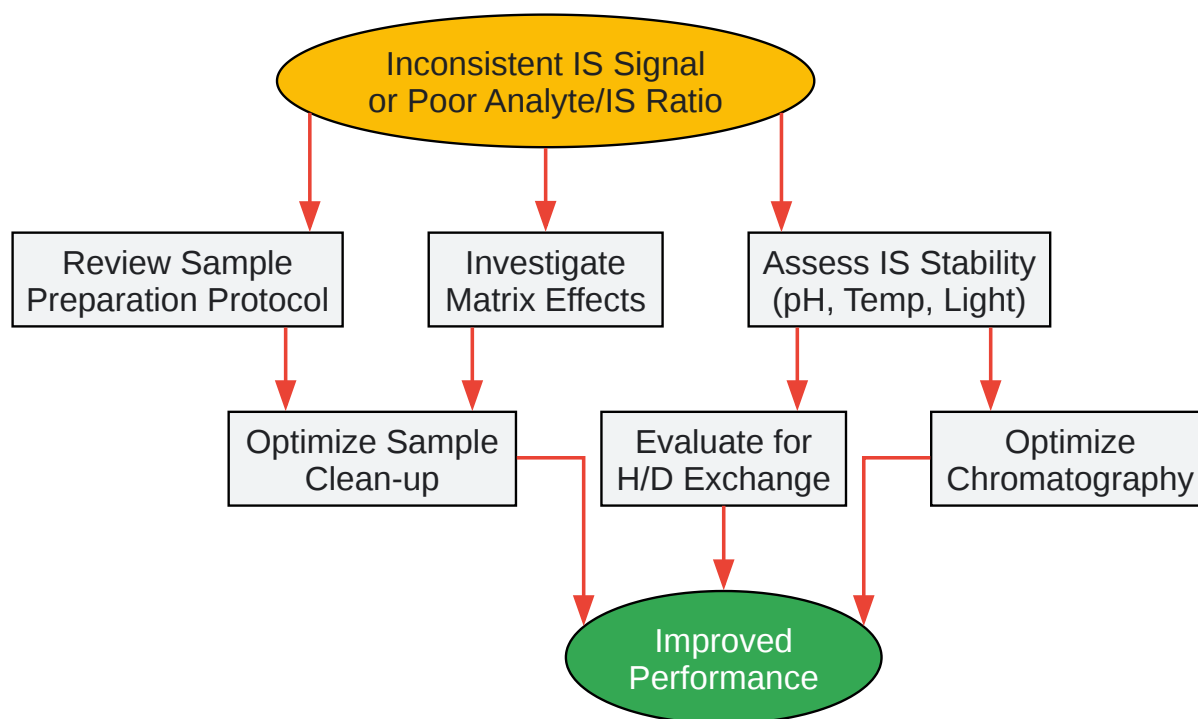 Inconsistent IS Signal
or Poor Analyte/IS Ratio
Review Sample
Preparation Protocol
Investigate
Matrix Effects
Assess IS Stability
(pH, Temp, Light)
Optimize Sample
Clean-up
Evaluate for
H/D Exchange
Optimize
Chromatography
Improved
Performance